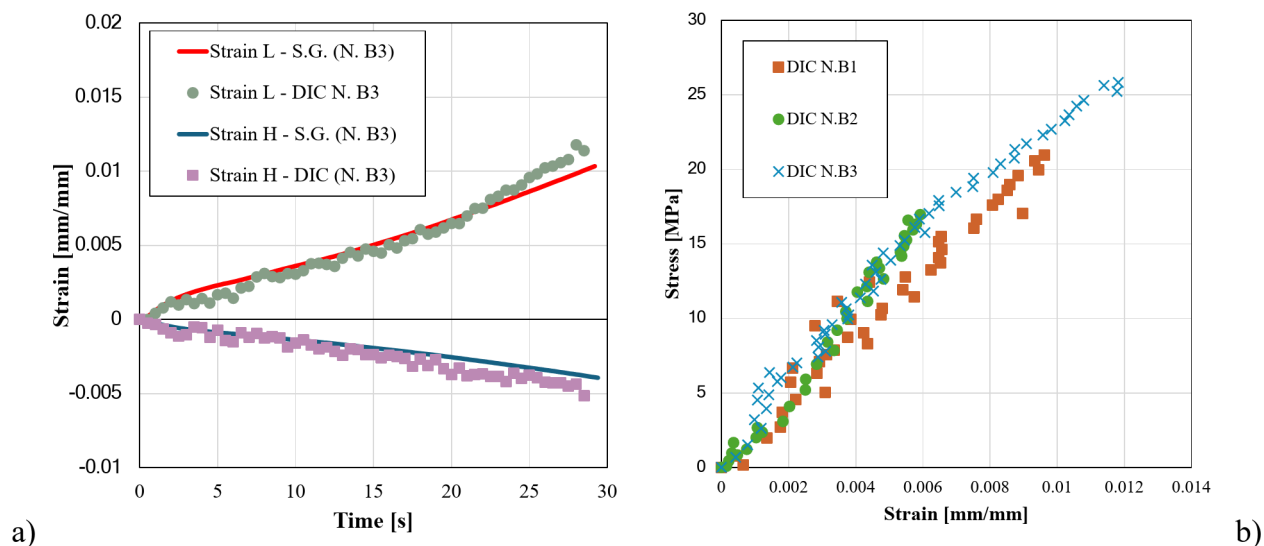 0.02
0.015
0.01
0.005
0
-0.005
-0.01
0 5 10 15 20 25 30
Strain [mm/mm]
Time [s]
Strain L - S.G. (N. B3)
Strain L - DIC N. B3
Strain H - S.G. (N. B3)
Strain H - DIC (N. B3)
a)
30
25
20
15
10
5
0
0 0.002 0.004 0.006 0.008 0.01 0.012 0.014
Stress [MPa]
Strain [mm/mm]
DIC N.B1
DIC N.B2
DIC N.B3
b)